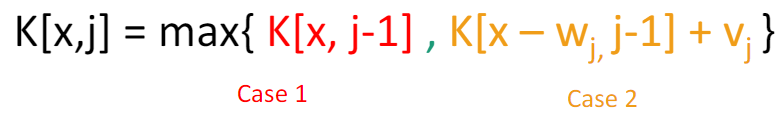 K[x,j] = max{ K[x, j-1] , K[x – wj, j-1] + vj }
Case 1 Case 2